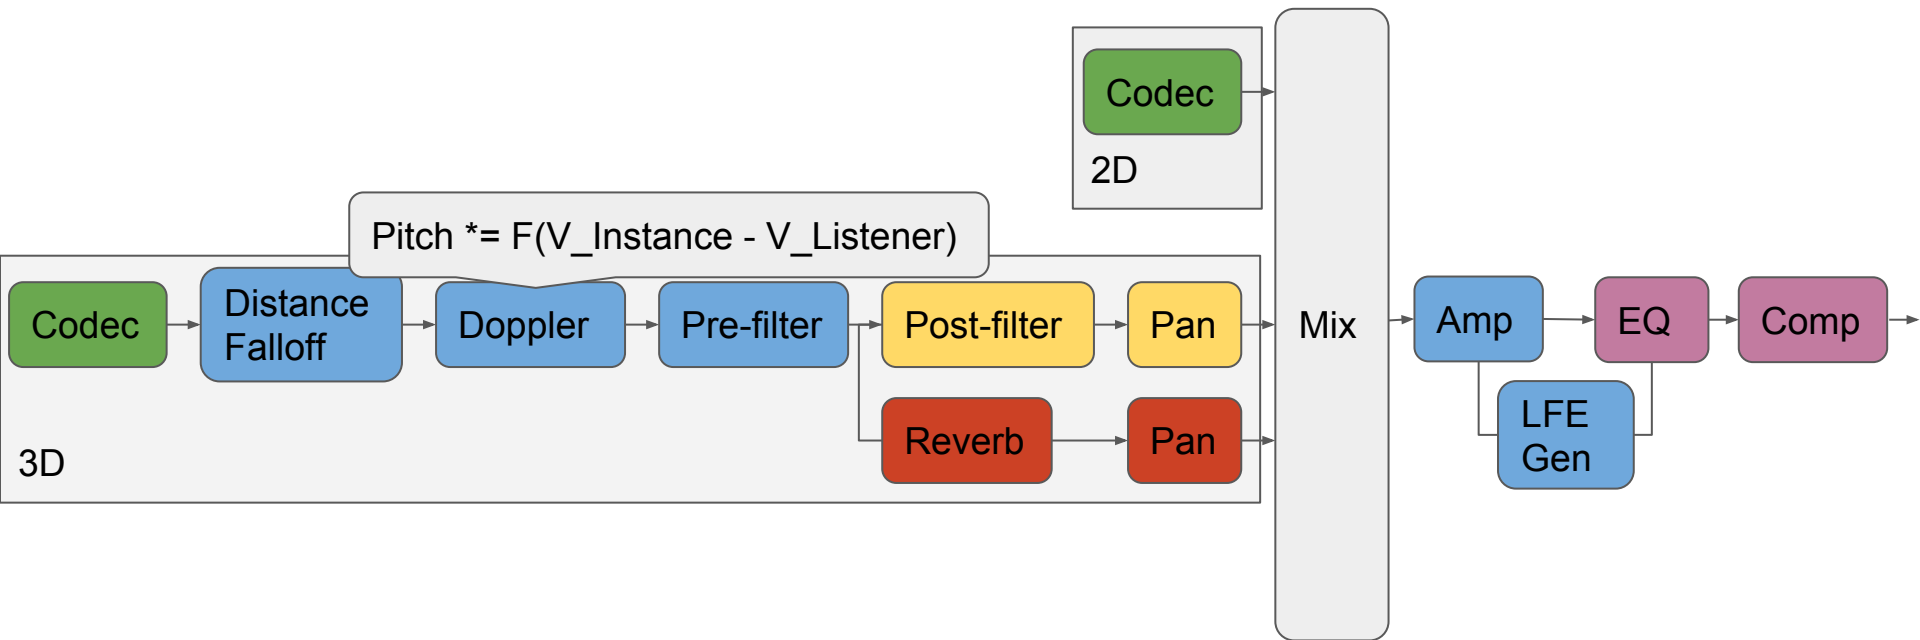 Codec
2D
Pitch *= F(V_Instance - V_Listener)
Codec
Distance
Falloff
Doppler
Pre-filter
Post-filter
Pan
Reverb
Pan
3D
Mix
Amp
EQ
Comp
LFE
Gen